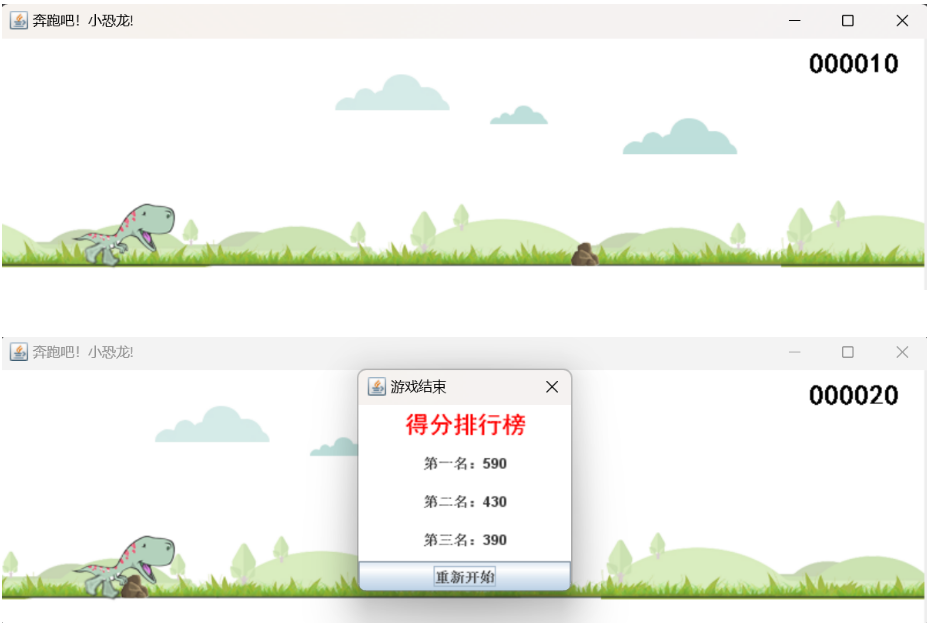 奔跑吧！小恐龙!
000010
奔跑吧！小恐龙!
000020
游戏结束
得分排行榜
第一名：590
第二名：430
第三名：390
重新开始